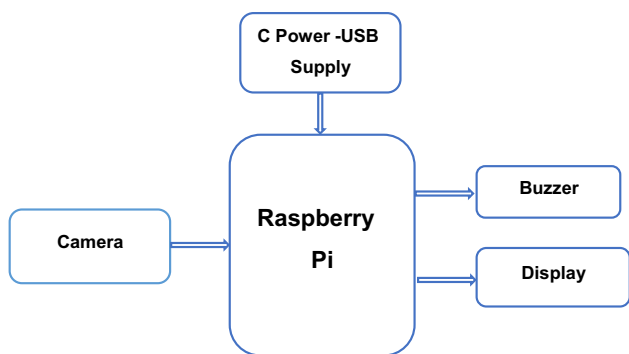 C Power -USB
Supply
Raspberry
Pi
Camera
Buzzer
Display